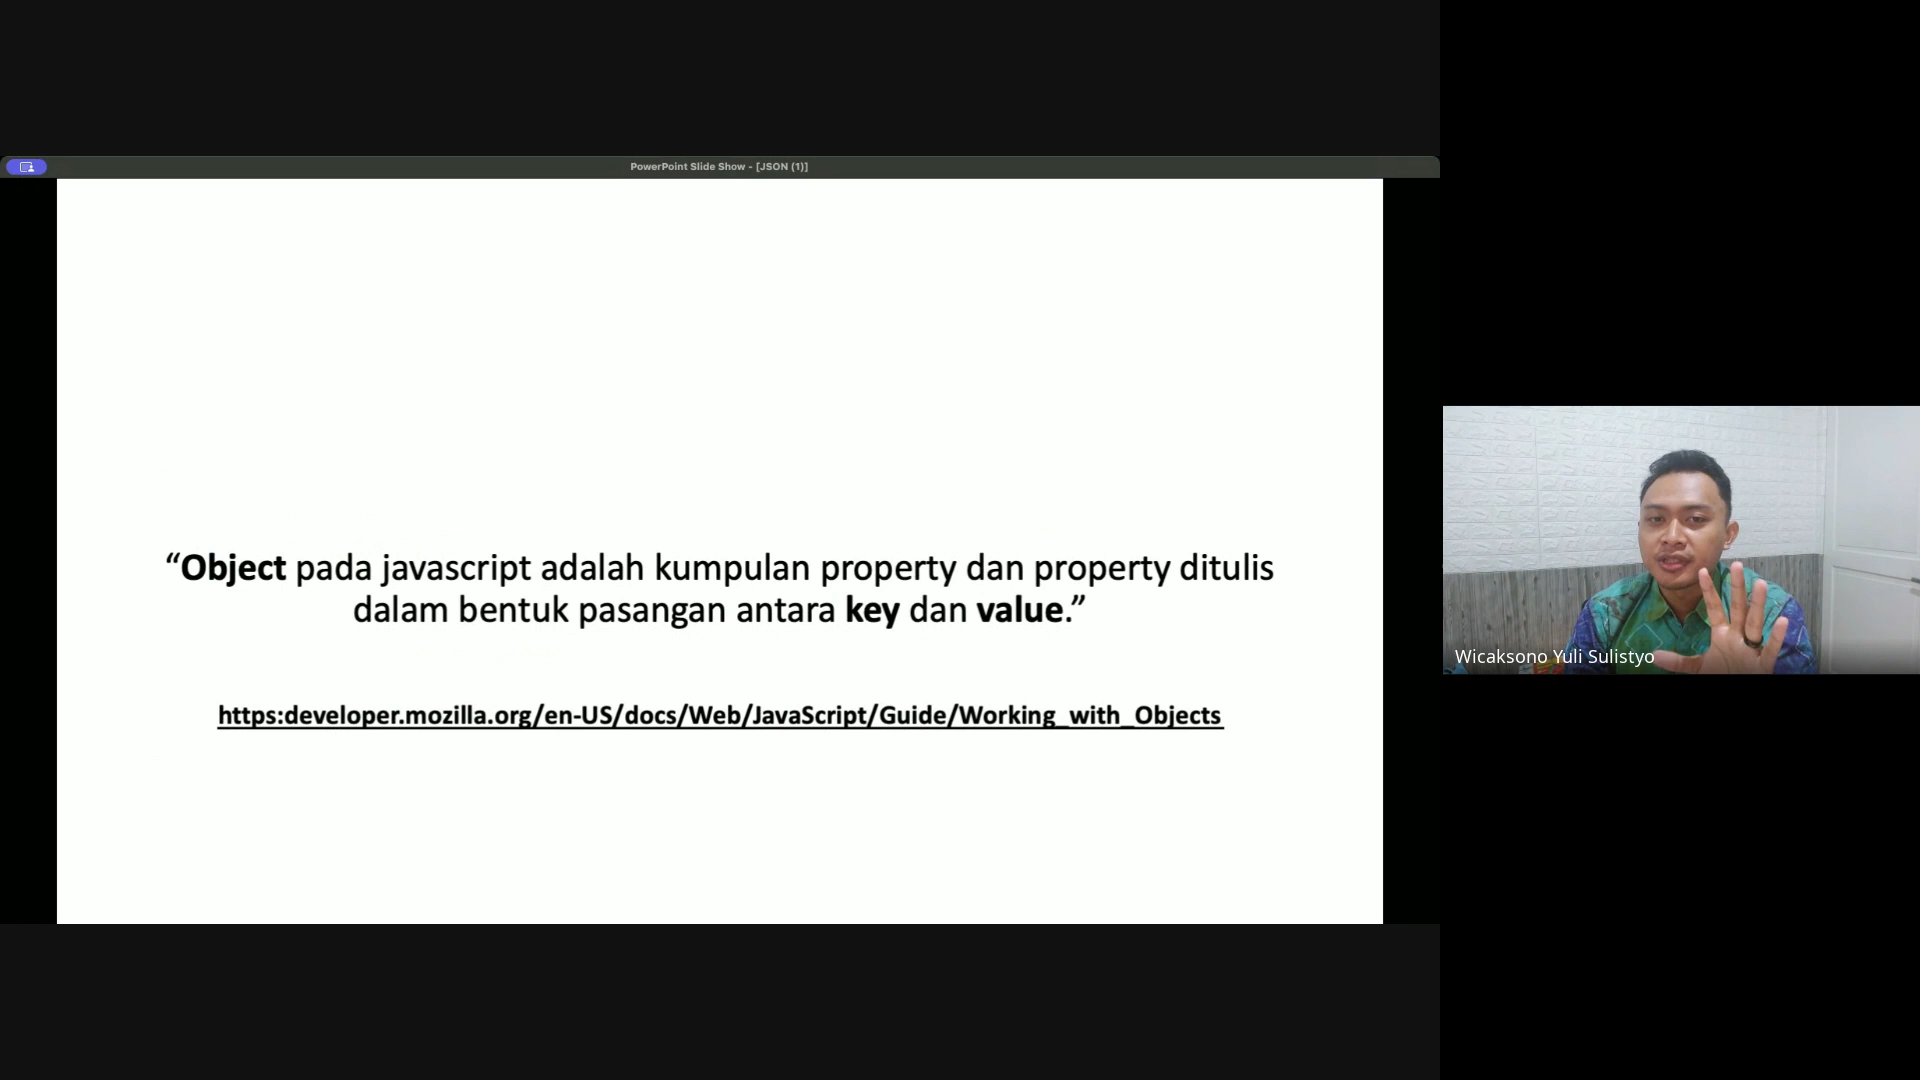 PowerPoint Slide Show - [JSON (1)]
“Object pada javascript adalah kumpulan property dan property ditulis
dalam bentuk pasangan antara key dan value.”
https:developer.mozilla.org/en-US/docs/Web/JavaScript/Guide/Working_with_Objects
Wicaksono Yuli Sulistyo